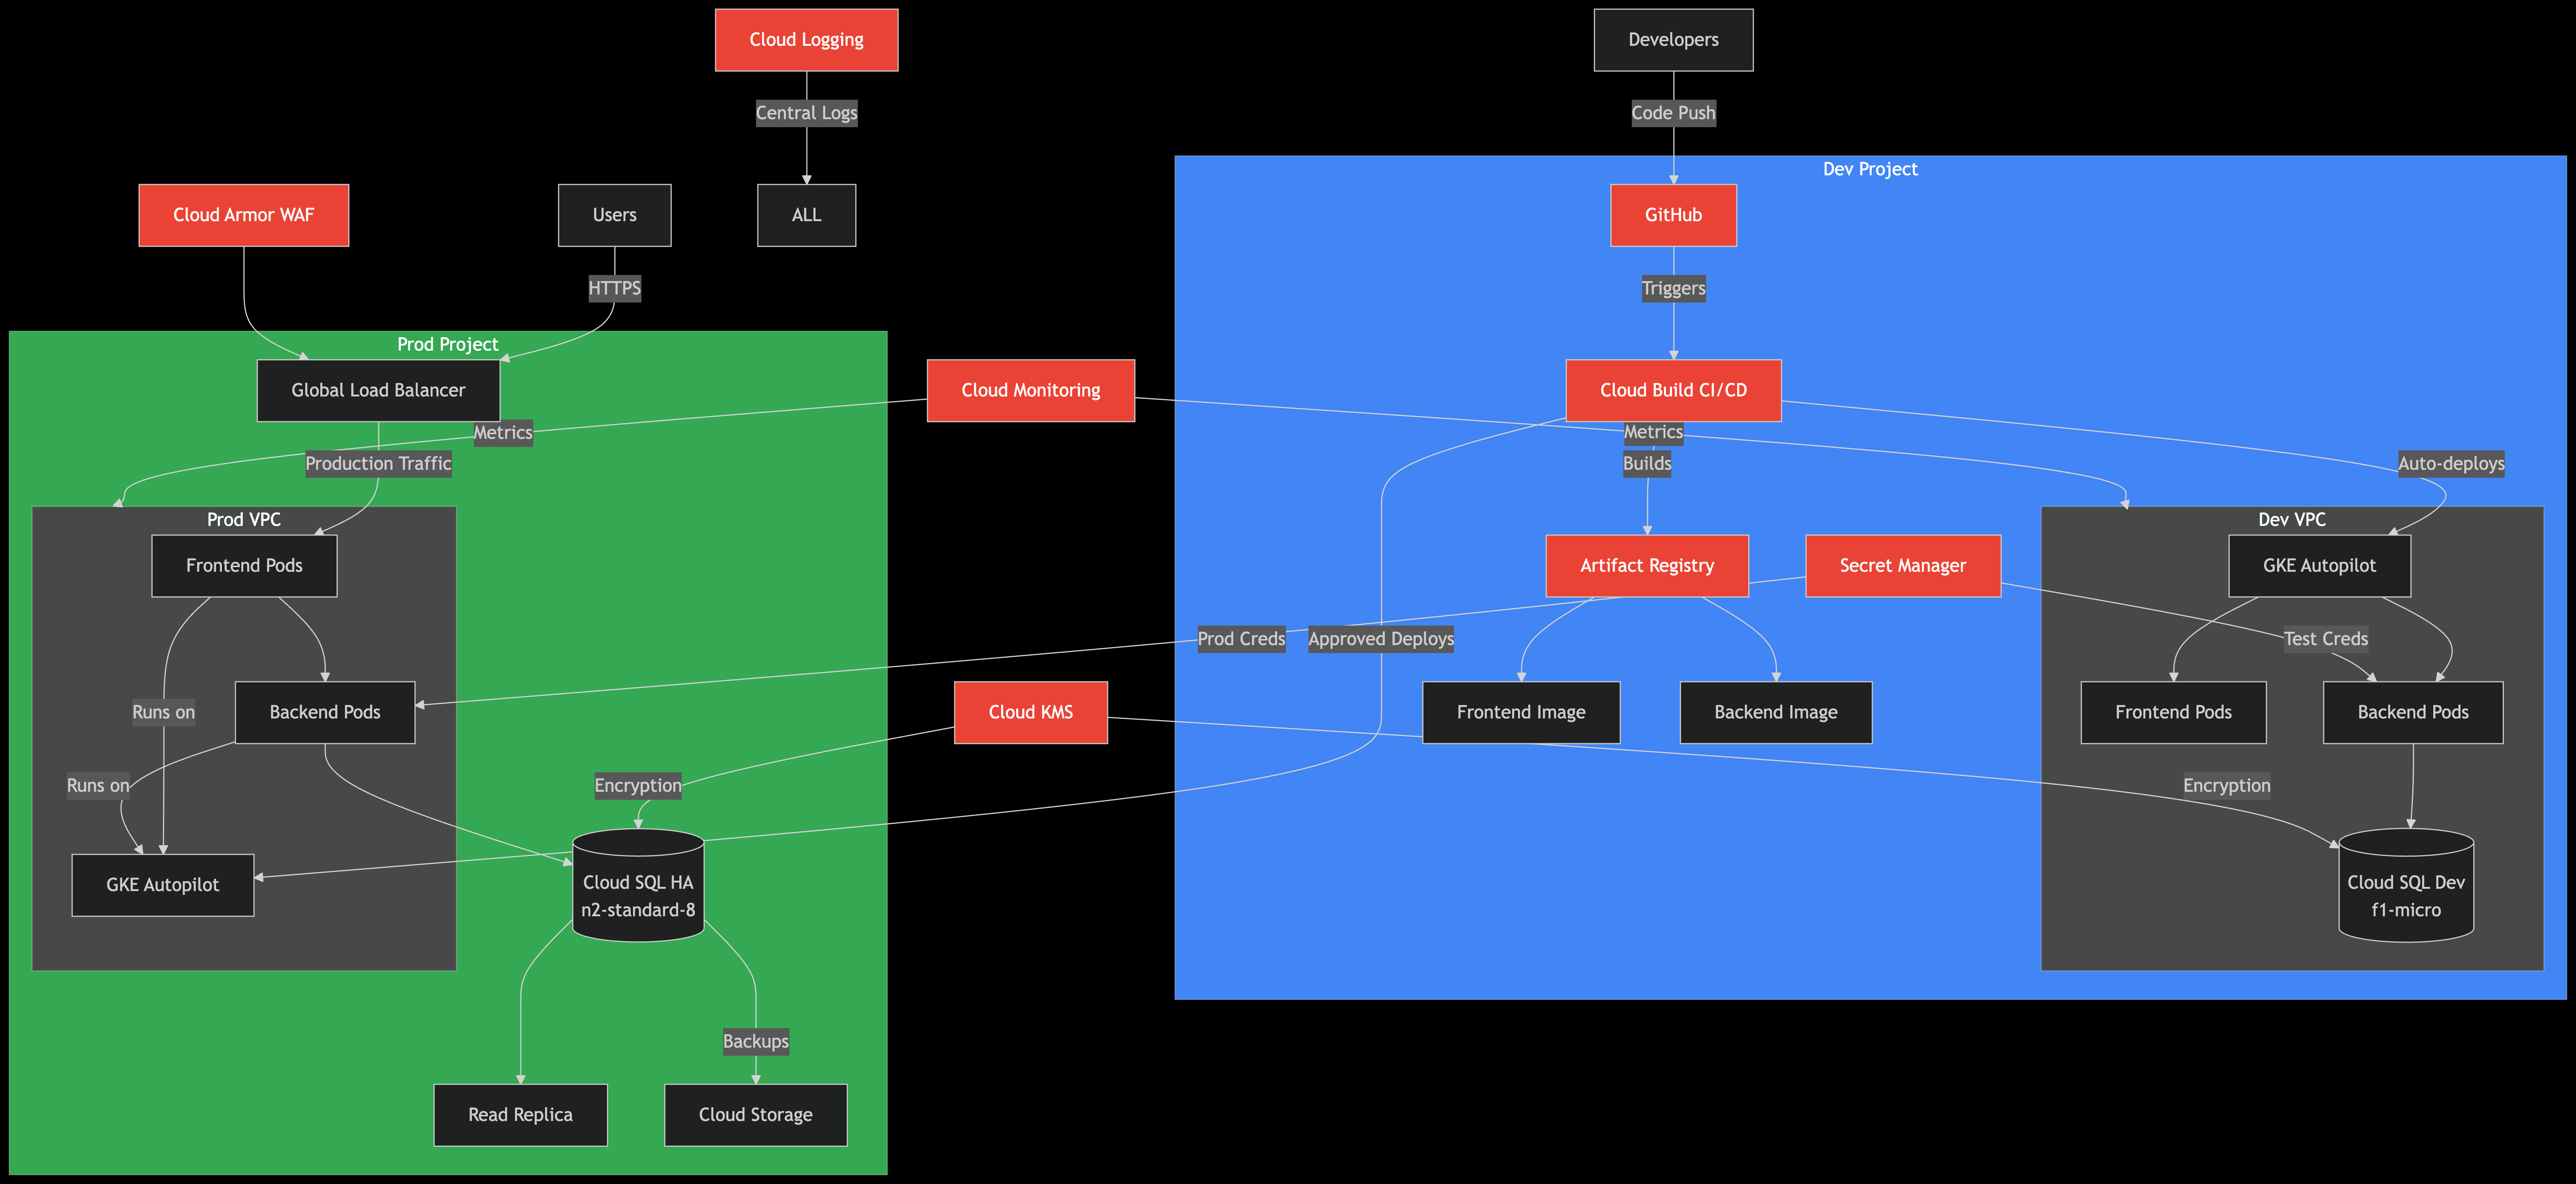 Cloud Logging
Developers
Central Logs
Code Push
Dev Project
Cloud Armor WAF
Users
ALL
GitHub
HTTPS
Triggers
Prod Project
Global Load Balancer
Cloud Monitoring
Cloud Build CI/CD
Metrics
Metrics
Production Traffic
Builds
Auto-deploys
Prod VPC
Dev VPC
Frontend Pods
Artifact Registry
Secret Manager
GKE Autopilot
Prod Creds
Approved Deploys
Test Creds
Runs on
Backend Pods
Cloud KMS
Frontend Image
Backend Image
Frontend Pods
Backend Pods
Runs on
Encryption
Encryption
GKE Autopilot
Cloud SQL HA
n2-standard-8
Cloud SQL Dev
f1-micro
Backups
Read Replica
Cloud Storage